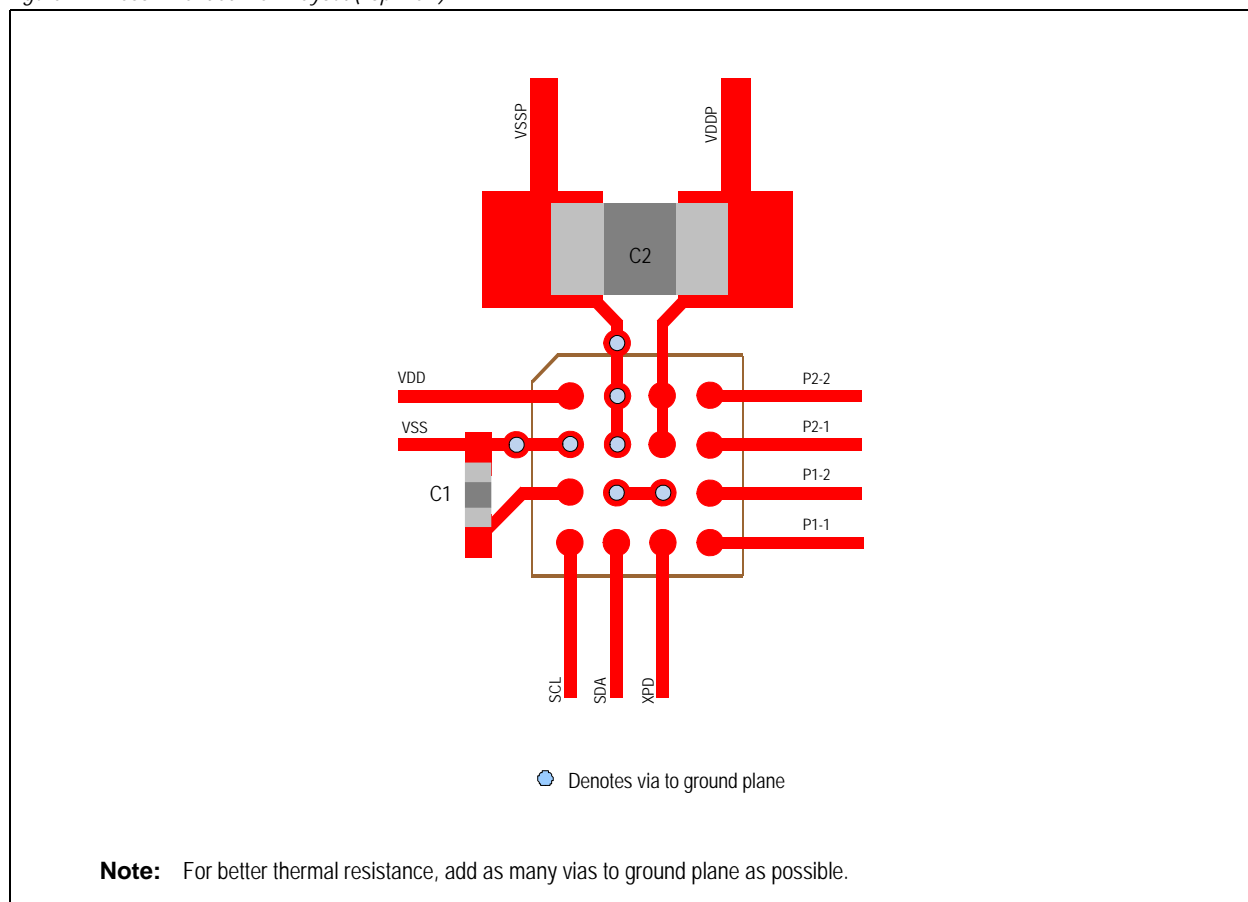 VSSP
VDDP
C2
VDD
P2-2
VSS
P2-1
P1-2
C1
P1-1
SCL
SDA
XPD
Denotes via to ground plane
Note: For better thermal resistance, add as many vias to ground plane as possible.